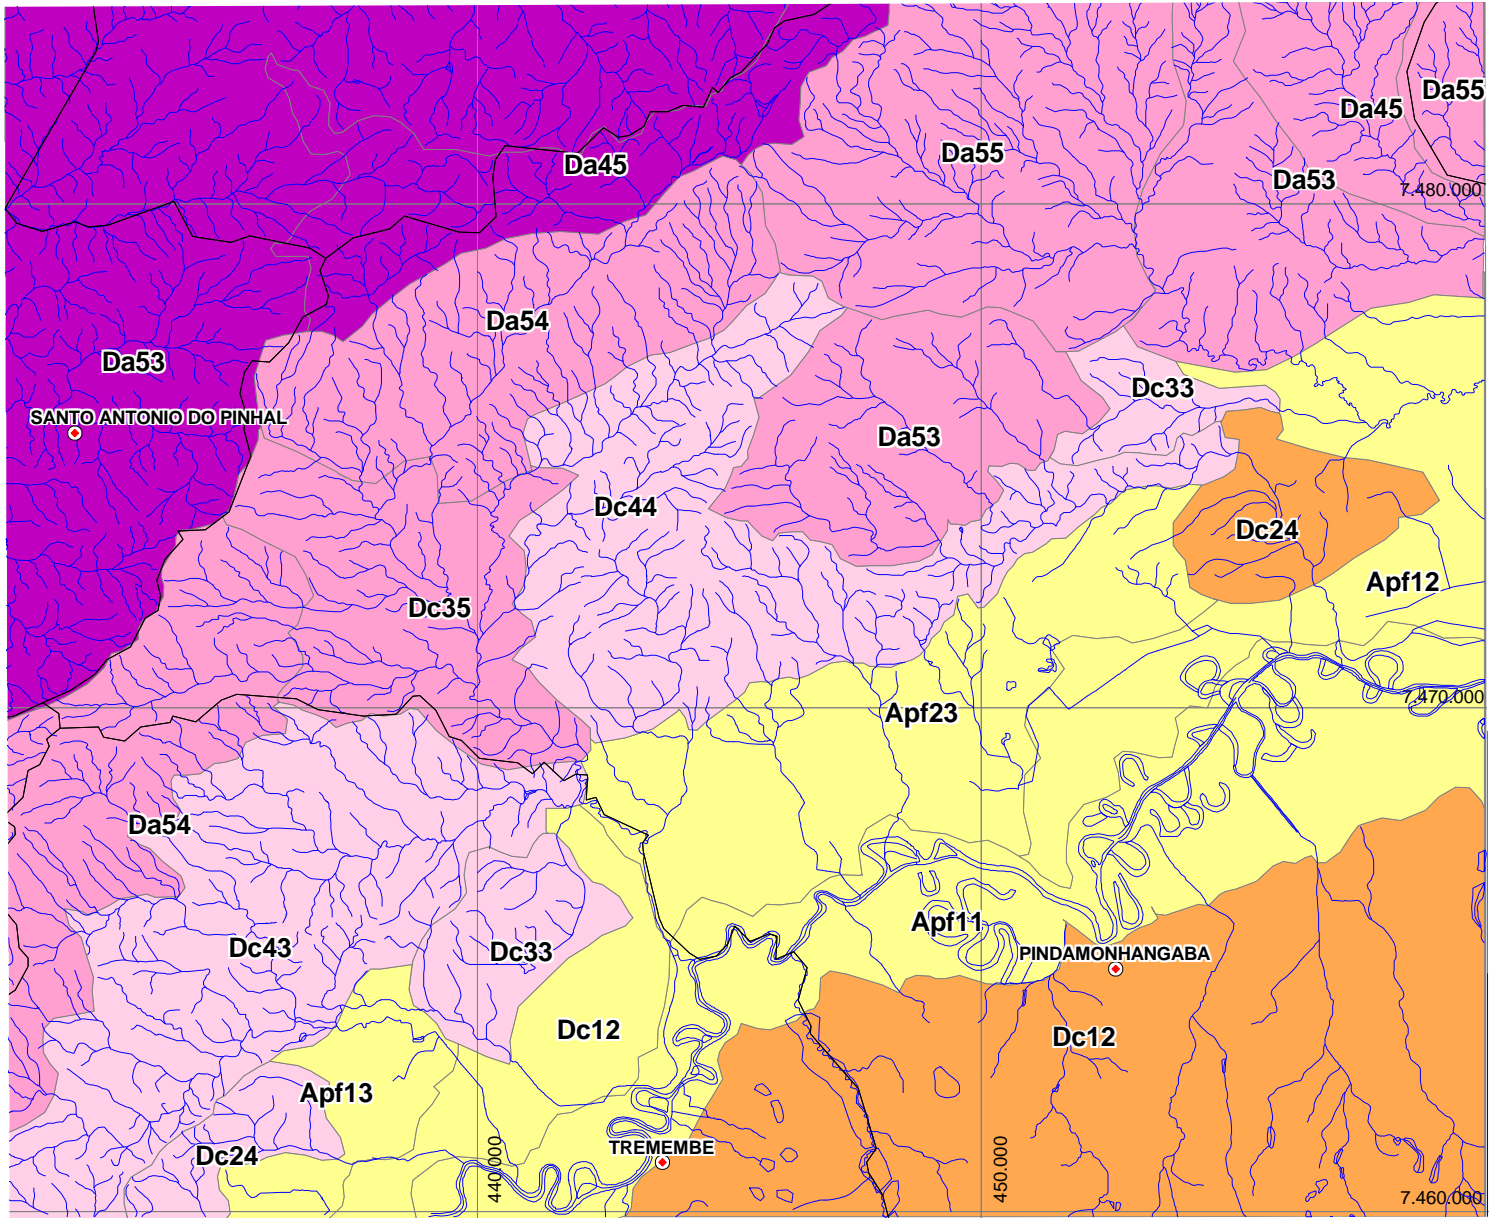 Da55
Da45
Da55
Da45
Da53
7.480.000
Da54
Da53
Dc33
SANTO ANTONIO DO PINHAL
Da53
Dc44
Dc24
Apf12
Dc35
7.470.000
Apf23
Da54
Apf11
Dc43
Dc33
PINDAMONHANGABA
Dc12
Dc12
Apf13
TREMEMBE
Dc24
440.000
450.000
7.460.000